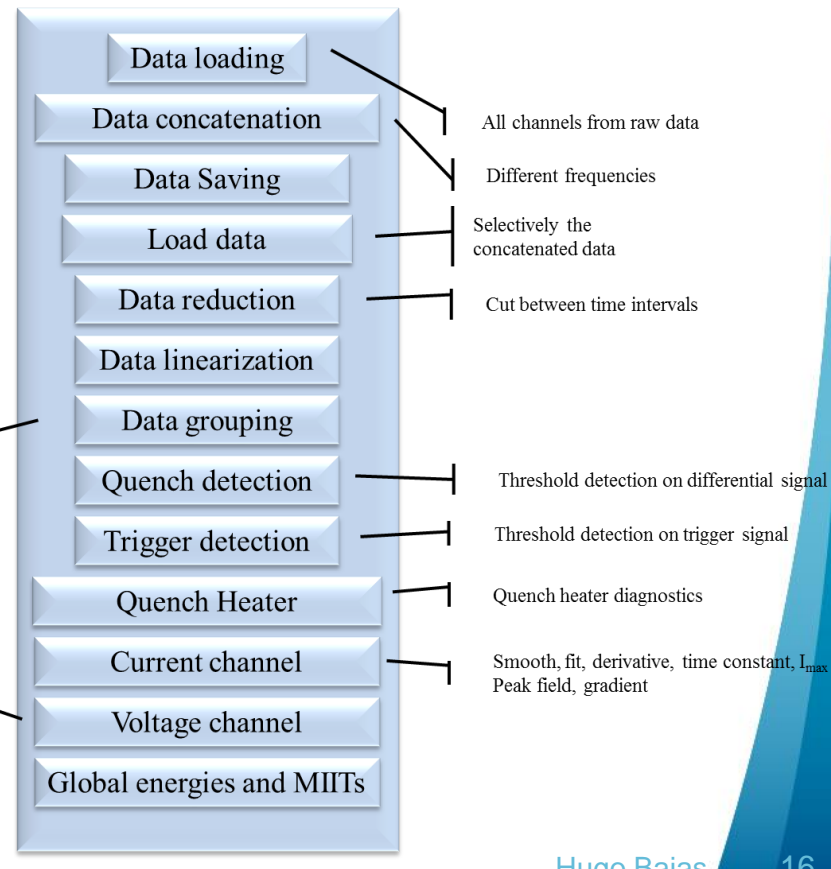 Data loading
All channels from raw data
Data concatenation
Different frequencies
Data Saving
Load data
Selectively the
concatenated data
Data reduction
Cut between time intervals
Data linearization
Data grouping
Quench detection
Threshold detection on differential signal
Trigger detection
Threshold detection on trigger signal
Quench Heater
Quench heater diagnostics
Current channel
Smooth, fit, derivative, time constant, Imax
Peak field, gradient
Voltage channel
Global energies and MIITs
Hugo Bajas 16